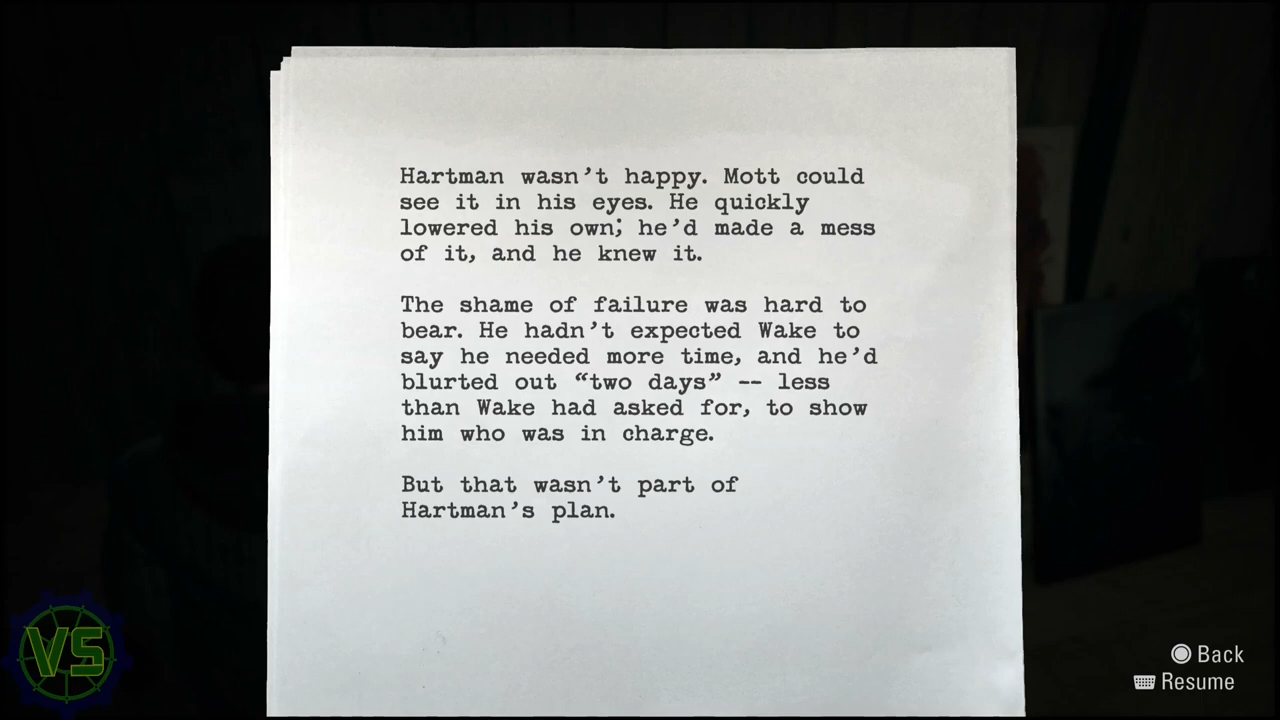 Hartman wasn’t happy. Mott could
see it in his eyes. He quickly
lowered his own; he’d made a mess
of it, and he knew it.
The shame of failure was hard to
bear. He hadn’t expected Wake to
say he needed more time, and he’d
blurted out “two days” -- less
than Wake had asked for, to show
him who was in charge.
But that wasn’t part of
Hartman’s plan.
VS
Back
Resume